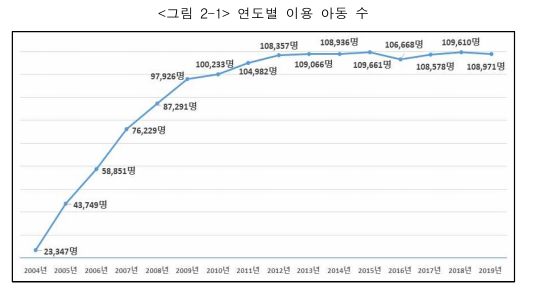 <그림 2-1> 연도별 이용 아동 수
108,357명
108,936명
106,668명
109,610명
100,233명
97,926명
104,982명
109,066명
109,661명
108,578명
108,971명
87,291명
76,229명
58,851명
43,749명
23,347명
2004년 2005년 2006년 2007년 2008년 2009년 2010년 2011년 2012년 2013년 2014년 2015년 2016년 2017년 2018년 2019년